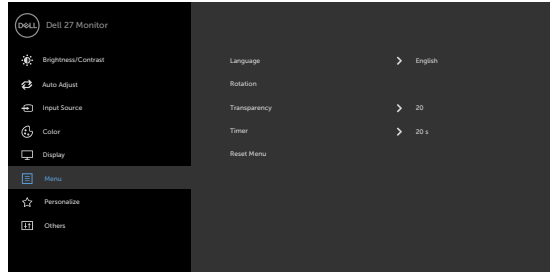 DELL Dell 27 Monitor
Brightness/Contrast
Auto Adjust
Input Source
Color
Display
Menu
Personalize
Others
Language English
Rotation
Transparency 20
Timer 20 s
Reset Menu